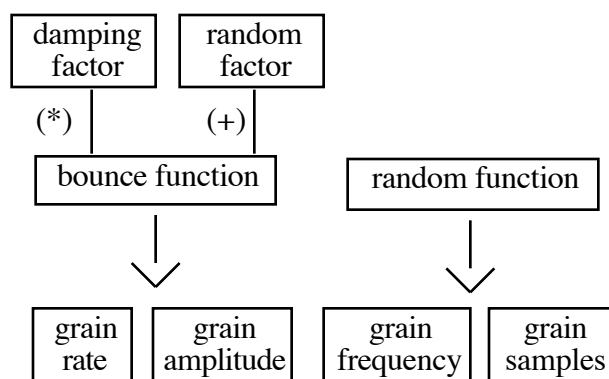 damping
factor
random
factor
(*)
(+)
bounce function
random function
grain
rate
grain
amplitude
grain
frequency
grain
samples